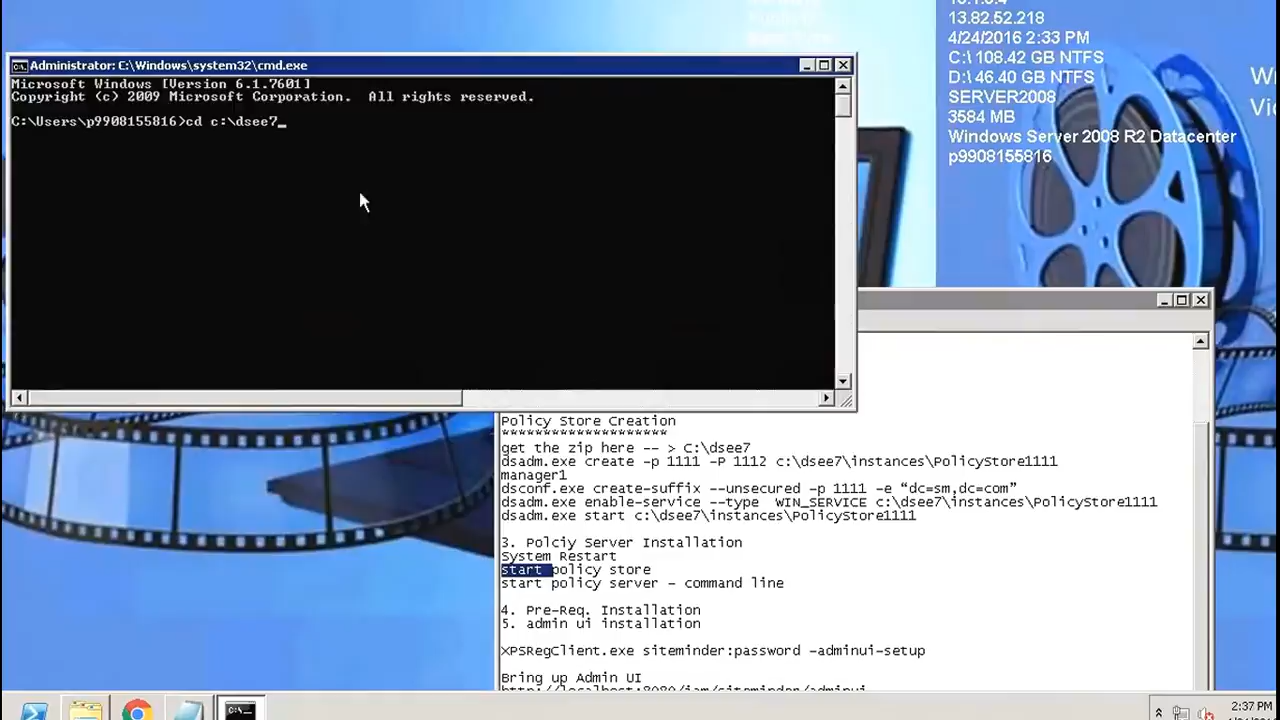 13.82.52.218
4/24/2016 2:33 PM
C:\ 108.42 GB NTFS
D:\ 46.40 GB NTFS
SERVER2008
3584 MB
Windows Server 2008 R2 Datacenter
p9908155816
Administrator: C:\Windows\system32\cmd.exe
Microsoft Windows [Version 6.1.7601]
Copyright (c) 2009 Microsoft Corporation.  All rights reserved.
C:\Users\p9908155816>cd c:\dsee7_
Policy Store Creation
********************
get the zip here -- > C:\dsee7
dsadm.exe create -p 1111 -P 1112 c:\dsee7\instances\PolicyStore1111
manager1
dsconf.exe create-suffix --unsecured -p 1111 -e “dc=sm,dc=com”
dsadm.exe enable-service --type  WIN_SERVICE c:\dsee7\instances\PolicyStore1111
dsadm.exe start c:\dsee7\instances\PolicyStore1111
3. Polciy Server Installation
System Restart
start policy store
start policy server – command line
4. Pre-Req. Installation
5. admin ui installation
XPSRegClient.exe siteminder:password -adminui-setup
Bring up Admin UI
http://localhost:8080/iam/siteminder/adminui
2:37 PM